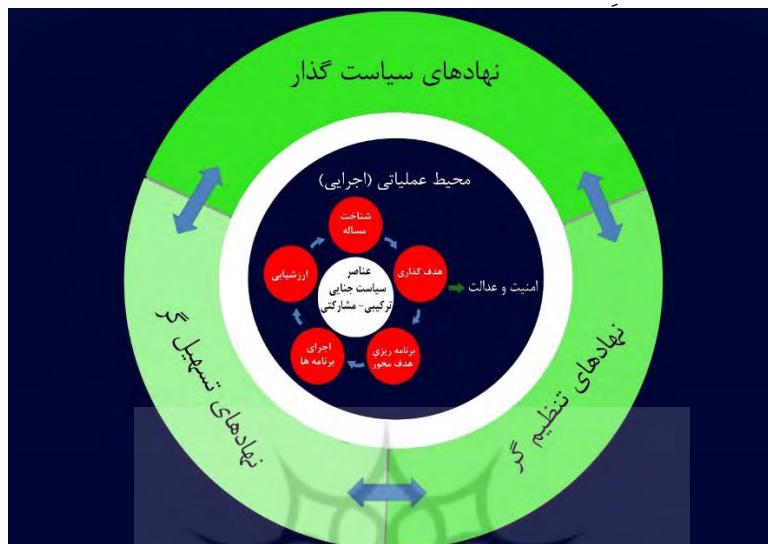 نهادهای سیاست گذار
محیط عملیاتی (اجرایی)
شناخت
مساله
هدف گذاری
امنیت و عدالت
برنامه ریزی
هدف محور
اجرای
برنامه ها
ارزشیابی
عناصر
سیاست جنایی
ترکیبی- مشارکتی
نهادهای تنظیم گر
نهادهای تسهیل گر